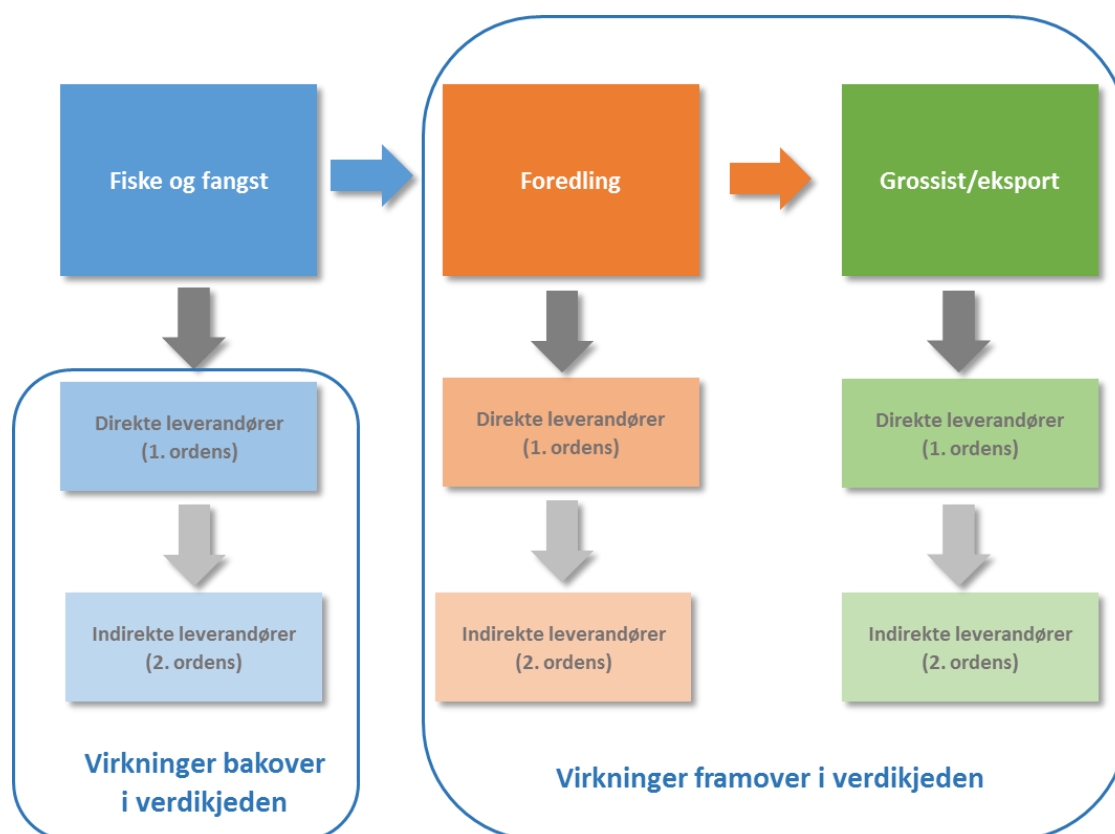 Fiske og fangst
Foredling
Grossist/eksport
Direkte leverandører
(1. ordens)
Direkte leverandører
(1. ordens)
Direkte leverandører
(1. ordens)
Indirekte leverandører
(2. ordens)
Indirekte leverandører
(2. ordens)
Indirekte leverandører
(2. ordens)
Virkninger bakover
i verdikjeden
Virkninger framover i verdikjeden